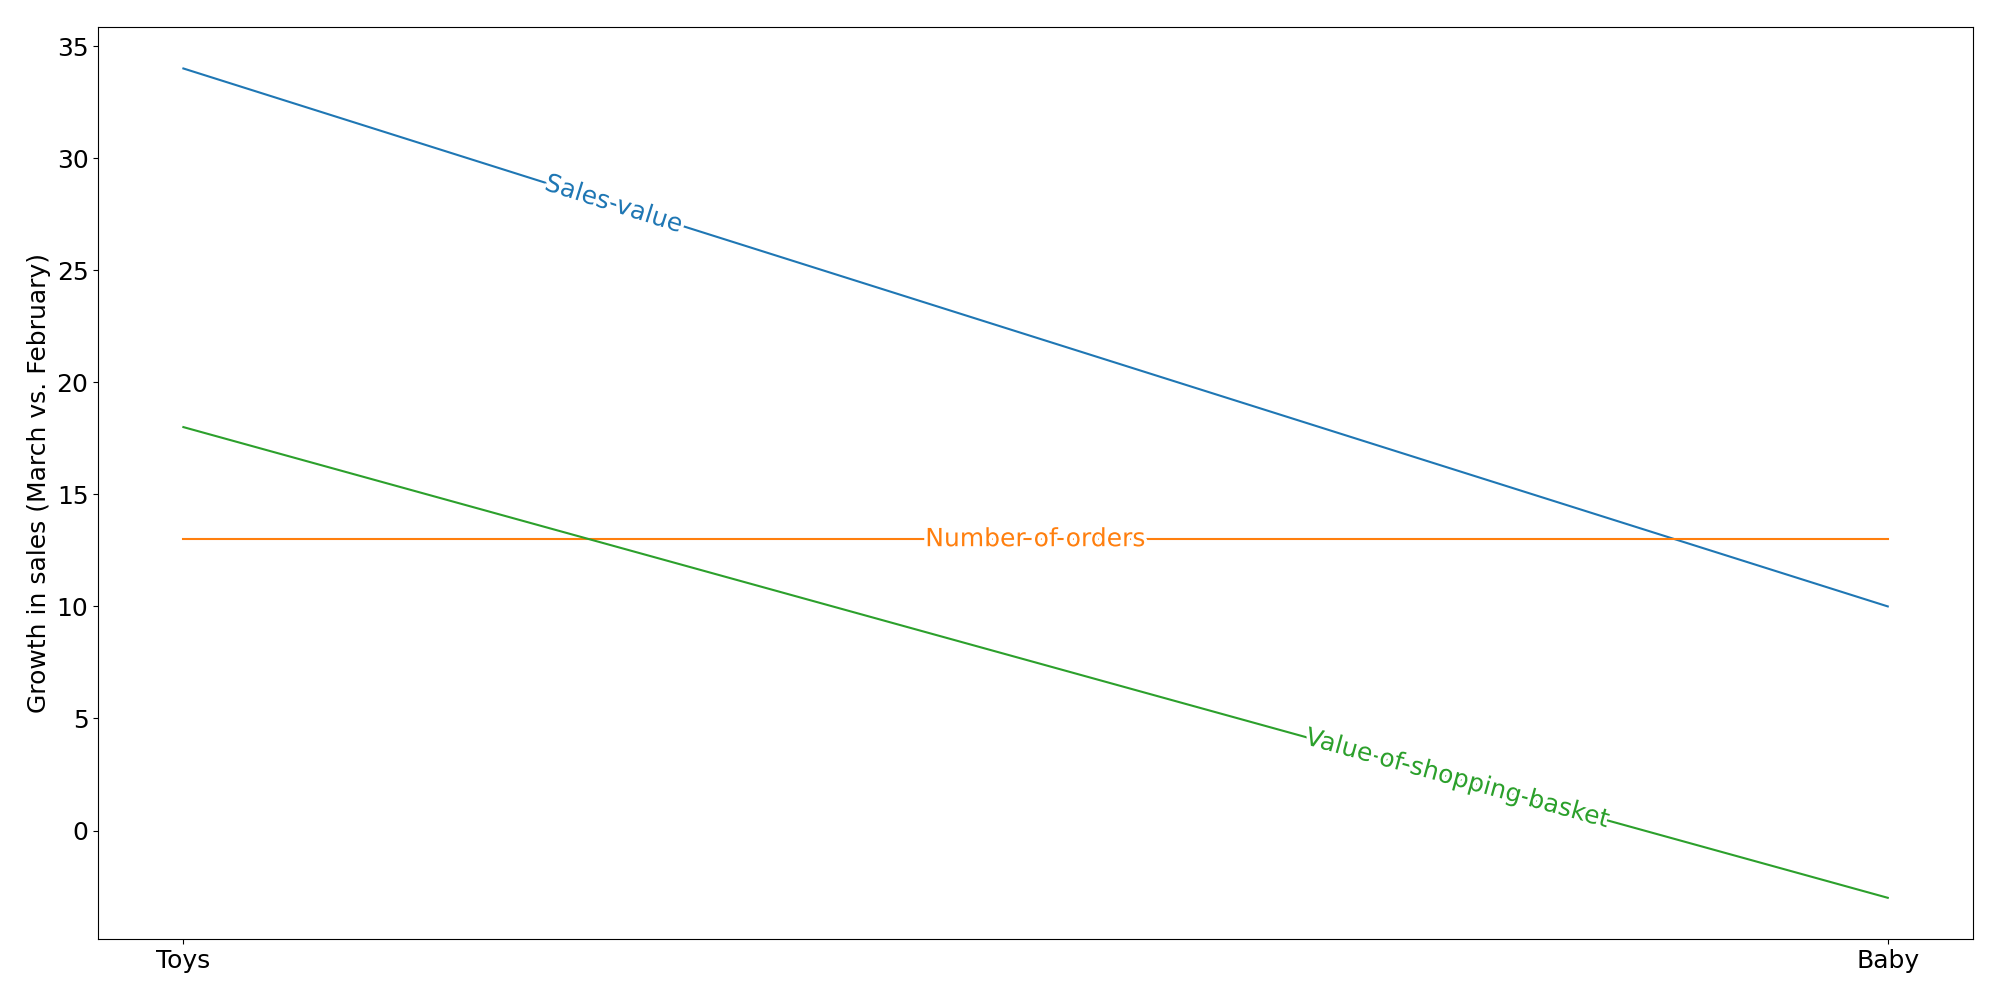 Growth in sales (March vs. February)
35
30
25
20
15
10
5
0
Sales-value
Number-of-orders
Value-of-shopping-basket
Toys
Baby